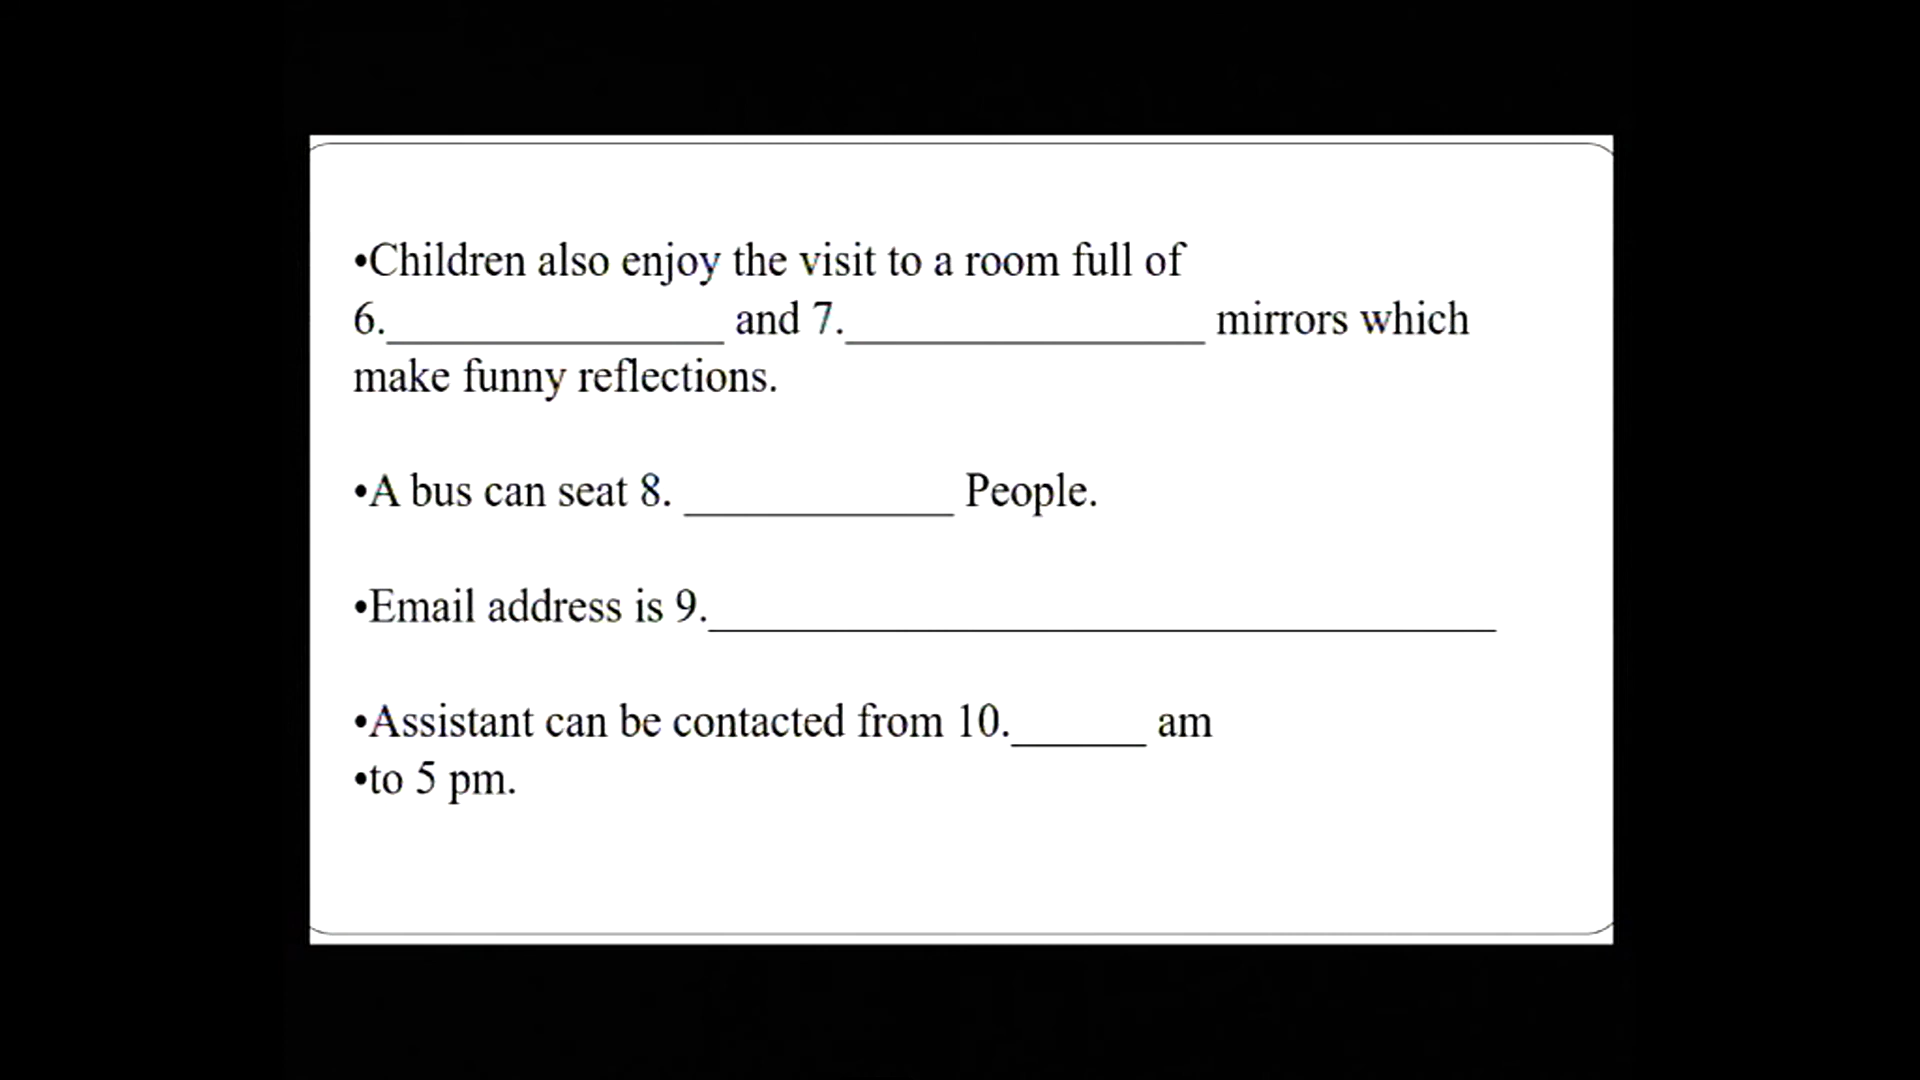 •Children also enjoy the visit to a room full of
6.______________ and 7._______________ mirrors which
make funny reflections.
•A bus can seat 8. ___________ People.
•Email address is 9._________________________________
•Assistant can be contacted from 10.______ am
•to 5 pm.